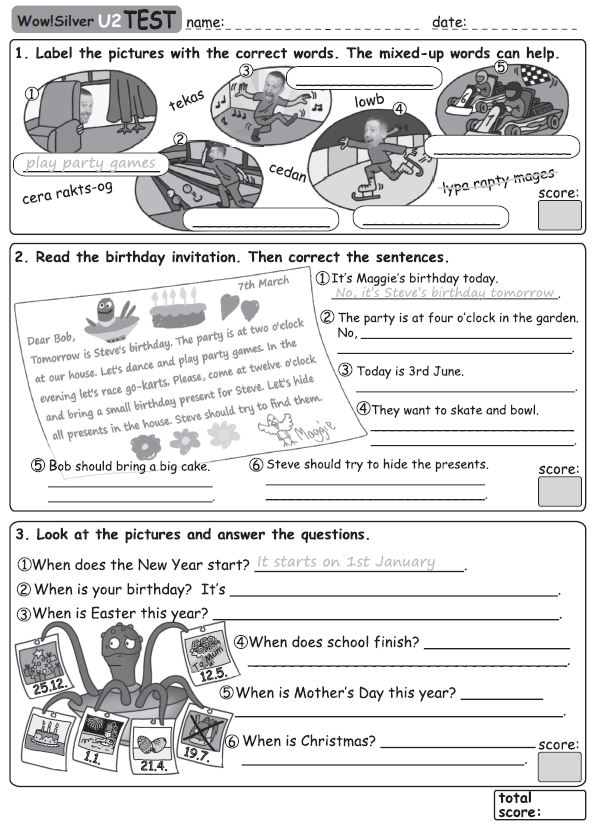 Wow!Silver U2 TEST name: date:
1. Label the pictures with the correct words. The mixed-up words can help.
① ③ ⑤
tekas
lowb
④
②
play party games
cedan
cera rakts-og
lypa rapty mages
score:
2. Read the birthday invitation. Then correct the sentences.
7th March
Dear Bob,
Tomorrow is Steve's birthday. The party is at two o'clock
at our house. Let's dance and play party games. In the
evening let's race go-karts. Please, come at twelve o'clock
and bring a small birthday present for Steve. Let's hide
all presents in the house. Steve should try to find them.
Maggie
① It's Maggie's birthday today.
No, it's Steve's birthday tomorrow.
② The party is at four o'clock in the garden.
No, .
③ Today is 3rd June.
④ They want to skate and bowl.
⑤ Bob should bring a big cake.
⑥ Steve should try to hide the presents.
score:
3. Look at the pictures and answer the questions.
① When does the New Year start? It starts on 1st January.
② When is your birthday? It's .
③ When is Easter this year? .
④ When does school finish?
⑤ When is Mother's Day this year?
⑥ When is Christmas?
25.12.
To Mum
12.5.
1.1.
21.4.
19.7.
score:
total
score: